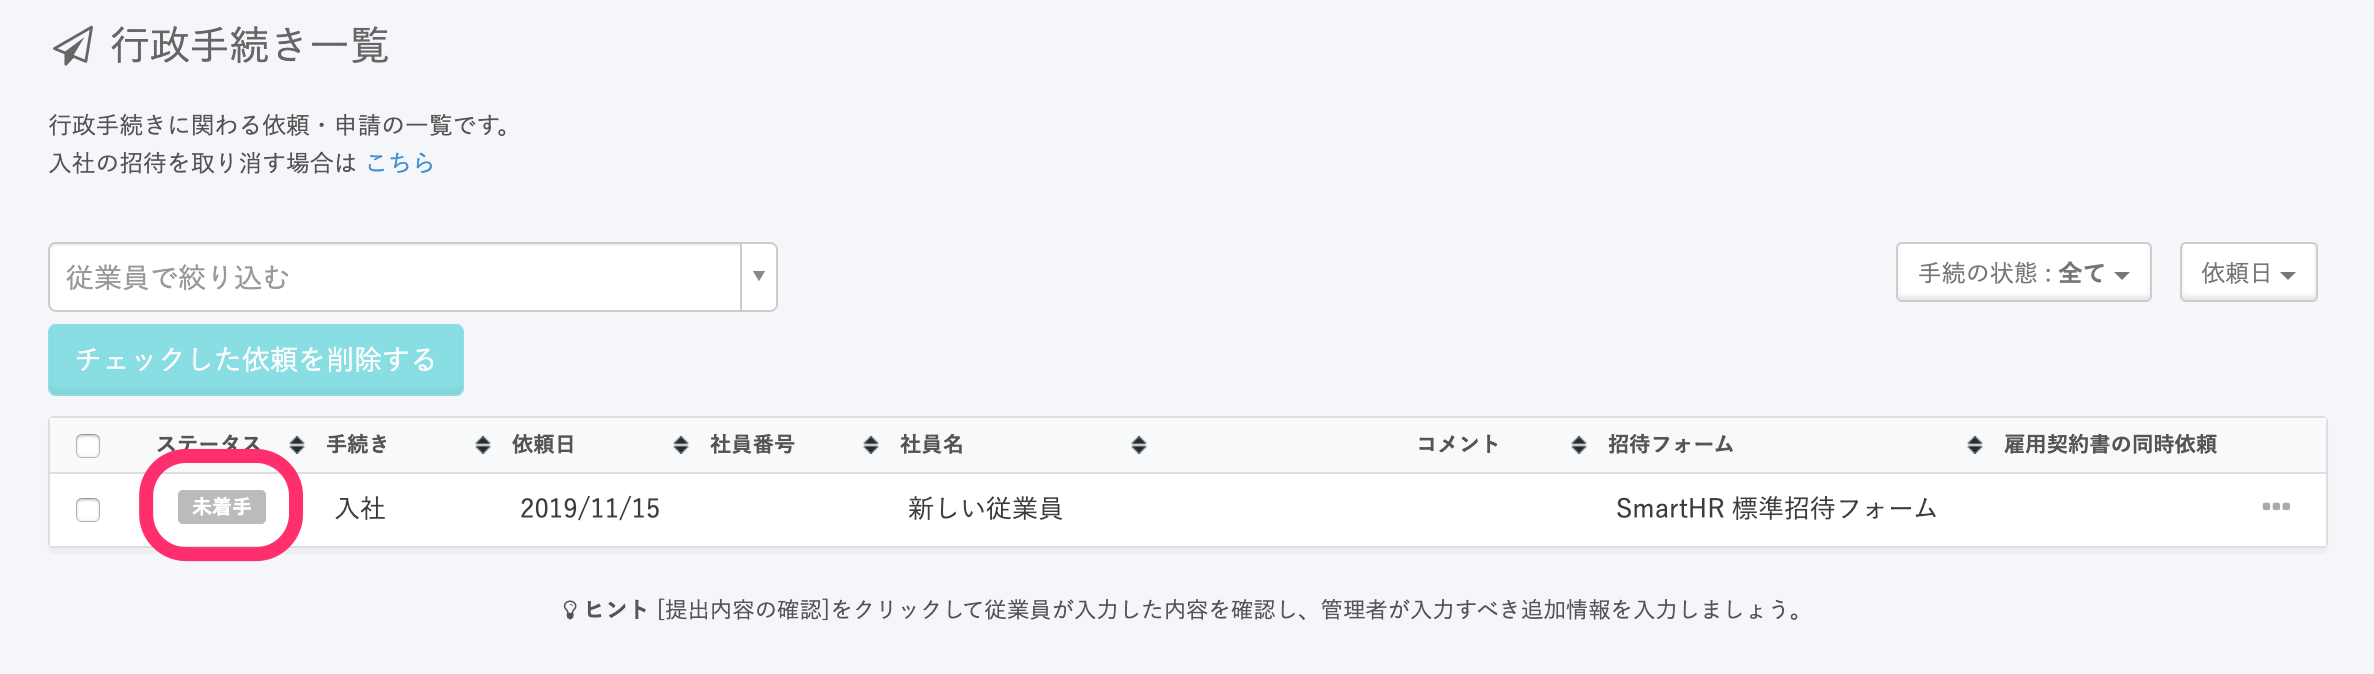 行政手続き一覧
行政手続きに関わる依頼・申請の一覧です。
入社の招待を取り消す場合は こちら
従業員で絞り込む
手続の状態 : 全て
依頼日
チェックした依頼を削除する
ステータス 手続き 依頼日 社員番号 社員名 コメント 招待フォーム 雇用契約書の同時依頼
未着手 入社 2019/11/15 新しい従業員 SmartHR 標準招待フォーム
ヒント [提出内容の確認]をクリックして従業員が入力した内容を確認し、管理者が入力すべき追加情報を入力しましょう。